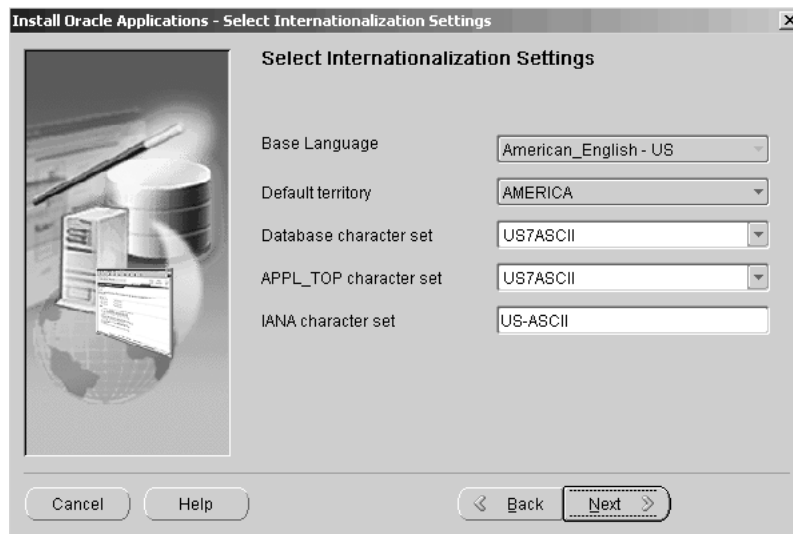 Install Oracle Applications - Select Internationalization Settings
Select Internationalization Settings
Base Language American_English - US
Default territory AMERICA
Database character set US7ASCII
APPL_TOP character set US7ASCII
IANA character set US-ASCII
Cancel Help Back Next